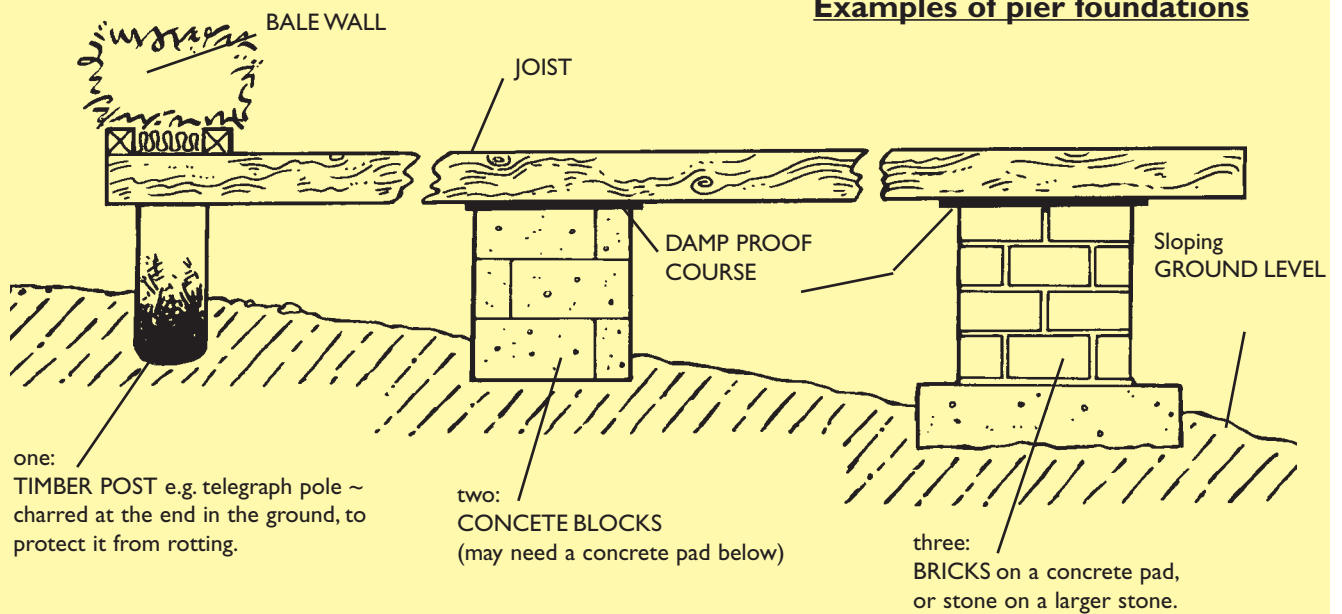 Examples of pier foundations
BALE WALL
JOIST
DAMP PROOF
COURSE
Sloping
GROUND LEVEL
one:
TIMBER POST e.g. telegraph pole ~
charred at the end in the ground, to
protect it from rotting.
two:
CONCETE BLOCKS
(may need a concrete pad below)
three:
BRICKS on a concrete pad,
or stone on a larger stone.